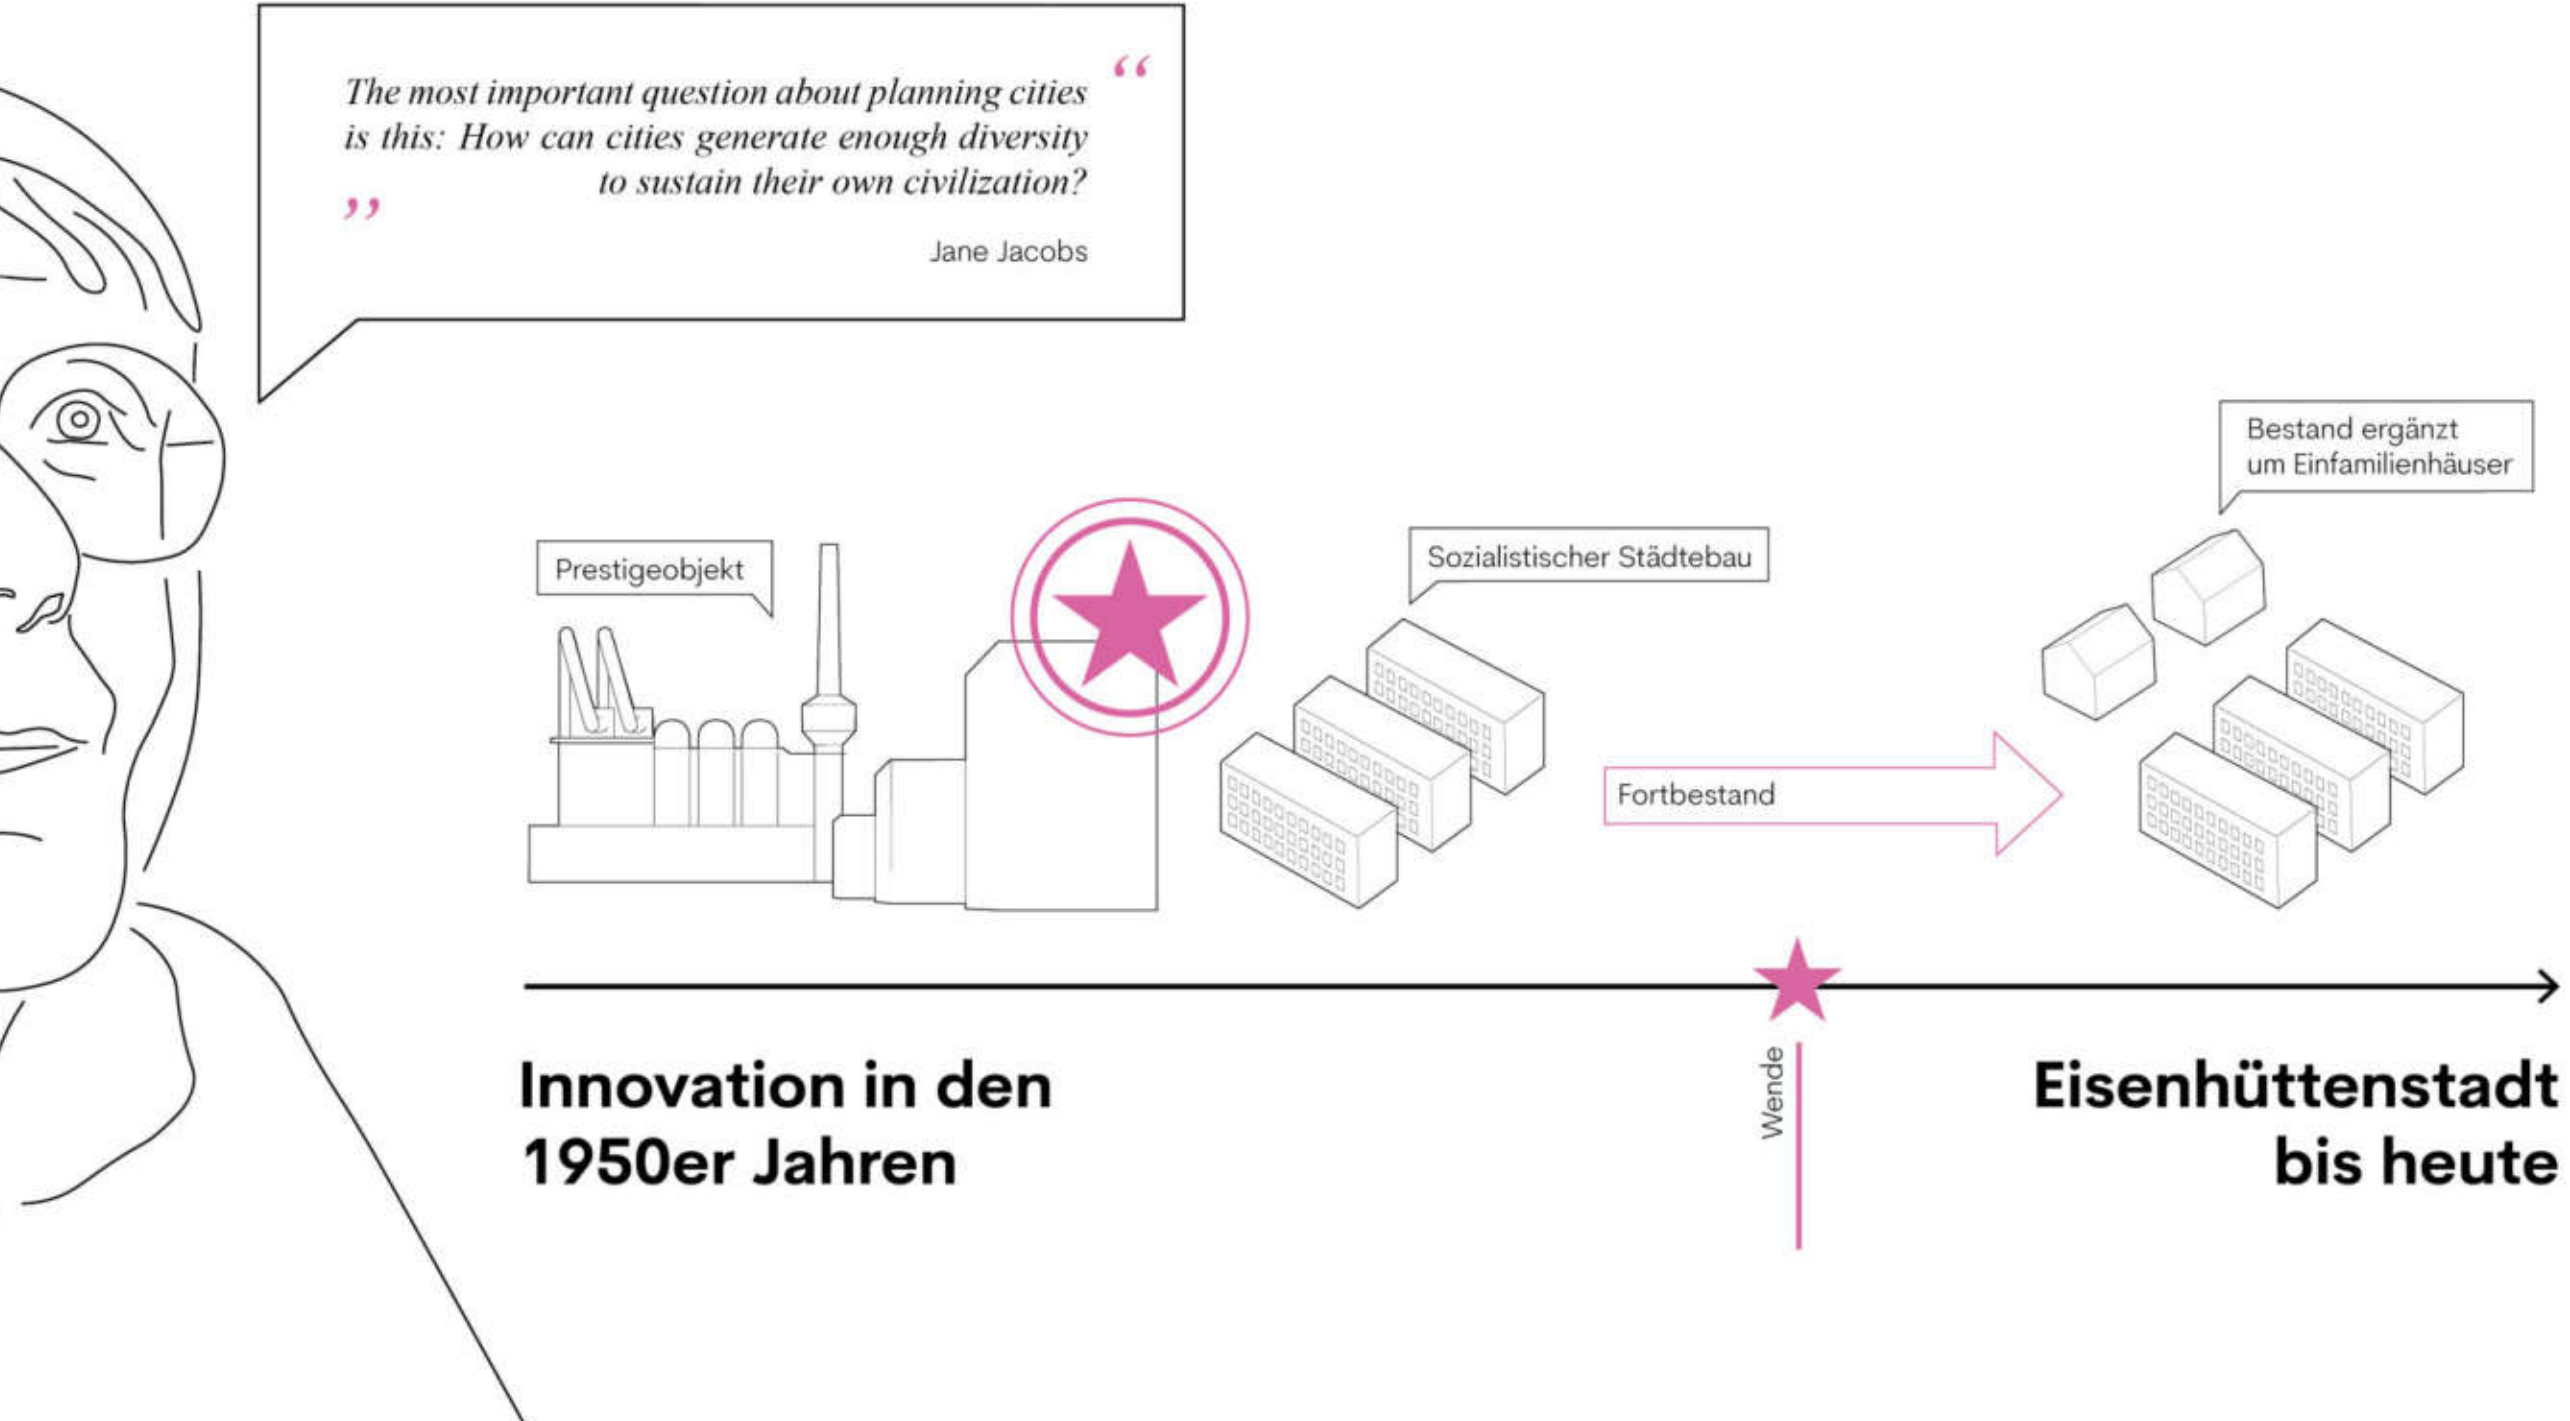 “
The most important question about planning cities
is this: How can cities generate enough diversity
to sustain their own civilization?
”
Jane Jacobs
Prestigeobjekt
Sozialistischer Städtebau
Bestand ergänzt
um Einfamilienhäuser
Fortbestand
Wende
Innovation in den
1950er Jahren
Eisenhüttenstadt
bis heute